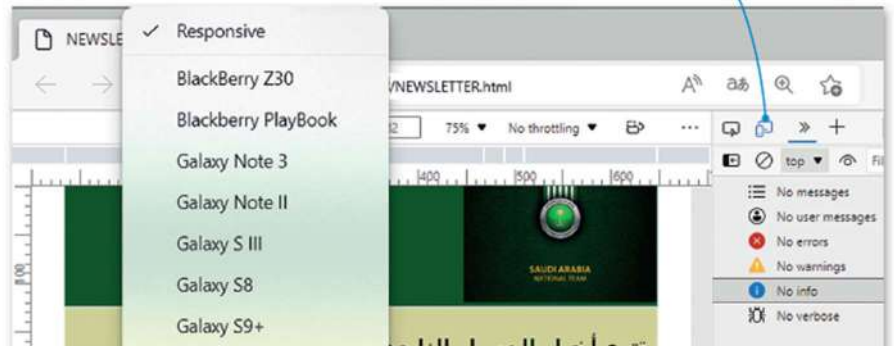 NEWSLE
Responsive
BlackBerry Z30
Blackberry PlayBook
Galaxy Note 3
Galaxy Note II
Galaxy S III
Galaxy S8
Galaxy S9+
/NEWSLETTER.html
75%
No throttling
400
500
600
SAUDI ARABIA
NATIONAL TEAM
top
Fil
No messages
No user messages
No errors
No warnings
No info
No verbose